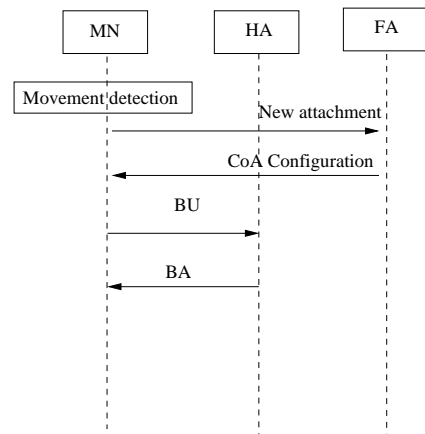 MN
HA
FA
Movement detection
New attachment
CoA Configuration
BU
BA